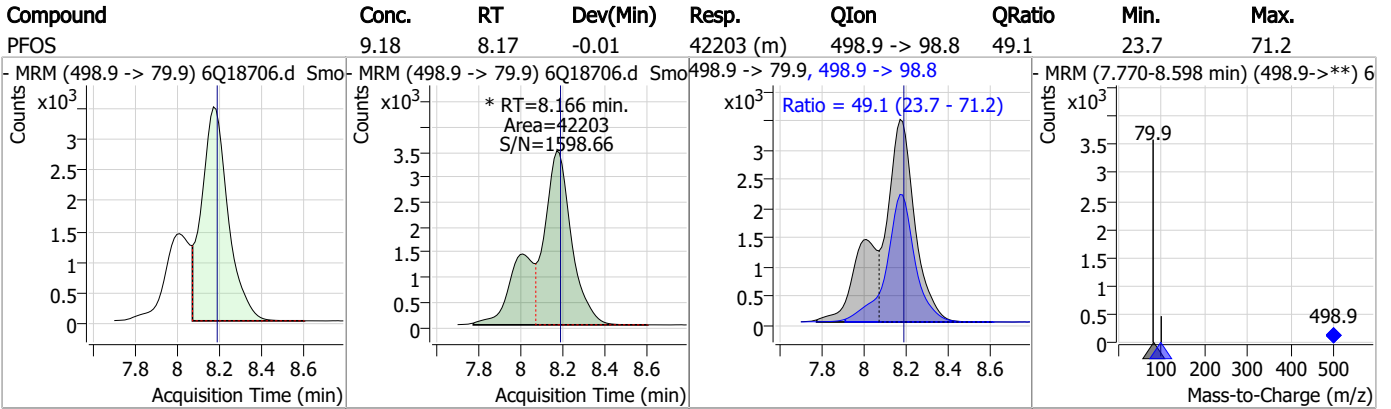 Compound Conc. RT Dev(Min) Resp. QIon QRatio Min. Max.
PFOS 9.18 8.17 -0.01 42203 (m) 498.9 -> 98.8 49.1 23.7 71.2
- MRM (498.9 -> 79.9) 6Q18706.d Smo
Counts
x10³
3
2.5
2
1.5
1
0.5
0
7.8 8 8.2 8.4 8.6
Acquisition Time (min)
- MRM (498.9 -> 79.9) 6Q18706.d Smo
Counts
x10³
* RT=8.166 min.
Area=42203
S/N=1598.66
3.5
3
2.5
2
1.5
1
0.5
0
7.8 8 8.2 8.4 8.6
Acquisition Time (min)
498.9 -> 79.9, 498.9 -> 98.8
x10³
Ratio = 49.1 (23.7 - 71.2)
3
2.5
2
1.5
1
0.5
0
7.8 8 8.2 8.4 8.6
Acquisition Time (min)
- MRM (7.770-8.598 min) (498.9->**) 6
Counts
x10³
79.9
3.5
3
2.5
2
1.5
1
0.5
0
498.9
100 200 300 400 500
Mass-to-Charge (m/z)